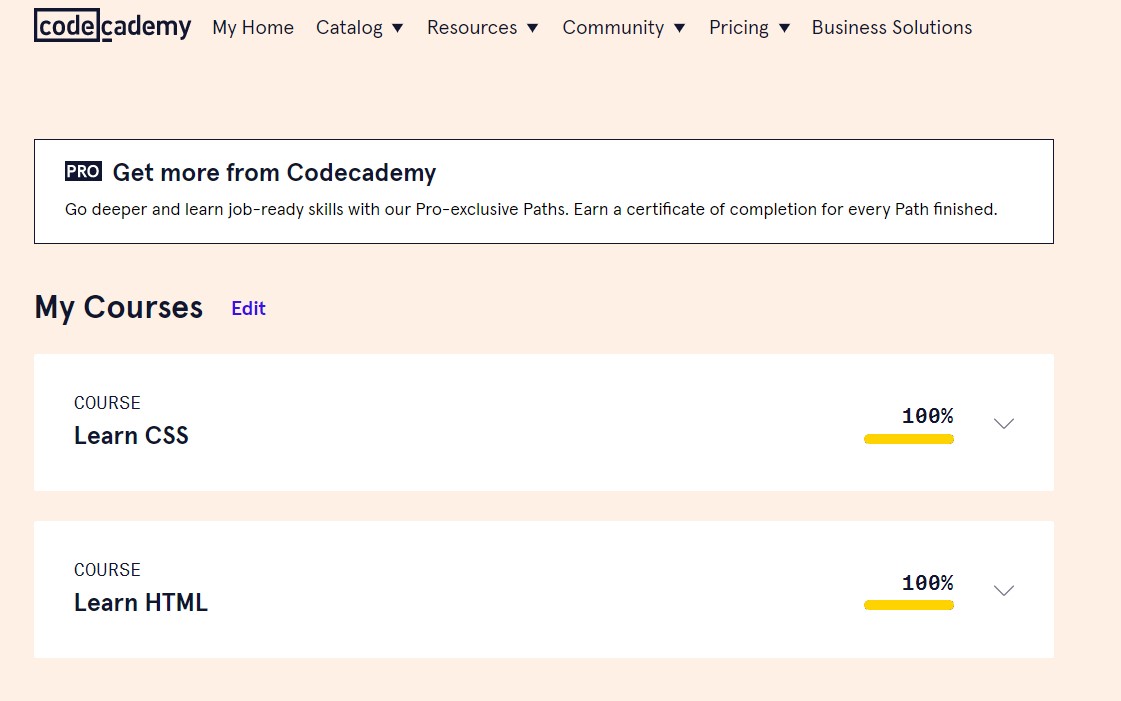 codecademy My Home Catalog Resources Community Pricing Business Solutions
PRO Get more from Codecademy
Go deeper and learn job-ready skills with our Pro-exclusive Paths. Earn a certificate of completion for every Path finished.
My Courses Edit
COURSE
Learn CSS
100%
COURSE
Learn HTML
100%